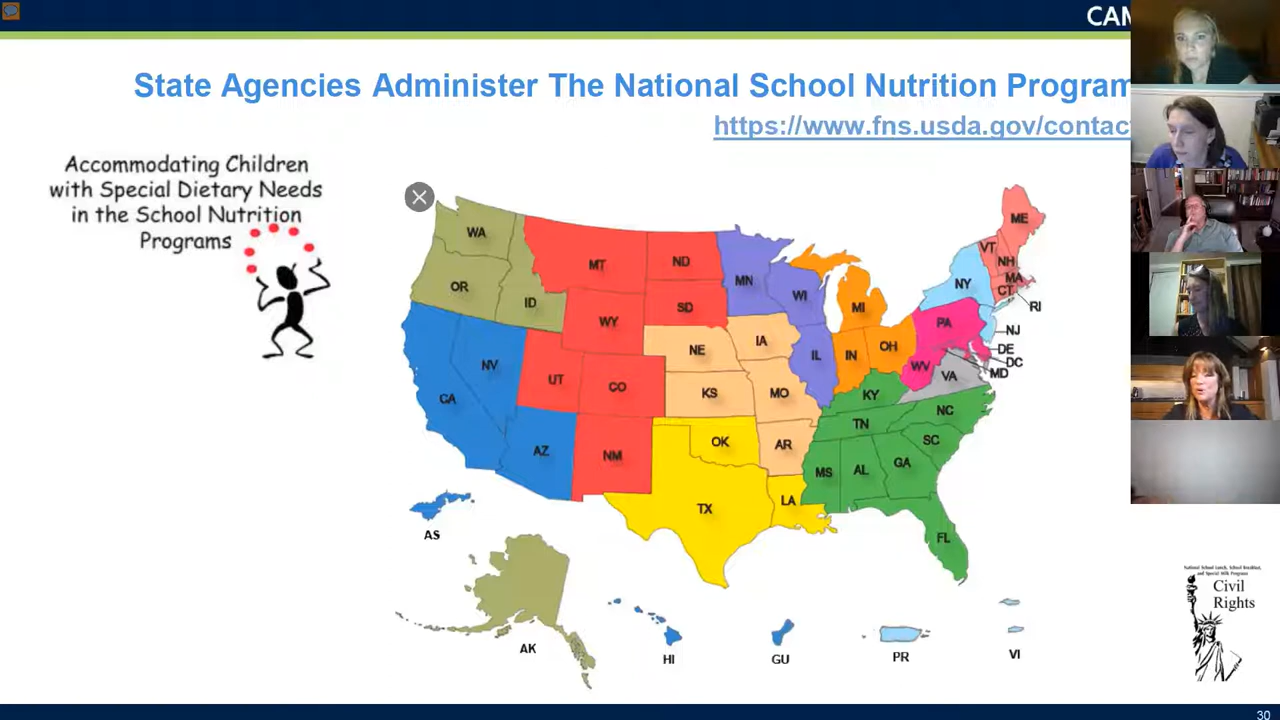 CAM
State Agencies Administer The National School Nutrition Program
https://www.fns.usda.gov/contac
Accommodating Children
with Special Dietary Needs
in the School Nutrition
Programs
WA
OR
ID
MT
ND
SD
WY
MN
WI
MI
ME
VT
NH
MA
CT
RI
NY
NJ
PA
DE
DC
MD
WV
VA
OH
IN
IL
IA
NE
NV
CA
UT
CO
KS
MO
KY
NC
TN
SC
AZ
NM
OK
AR
MS
AL
GA
TX
LA
FL
AS
AK
HI
GU
PR
VI
National School Lunch, School Breakfast,
and Special Milk Programs
Civil
Rights
30